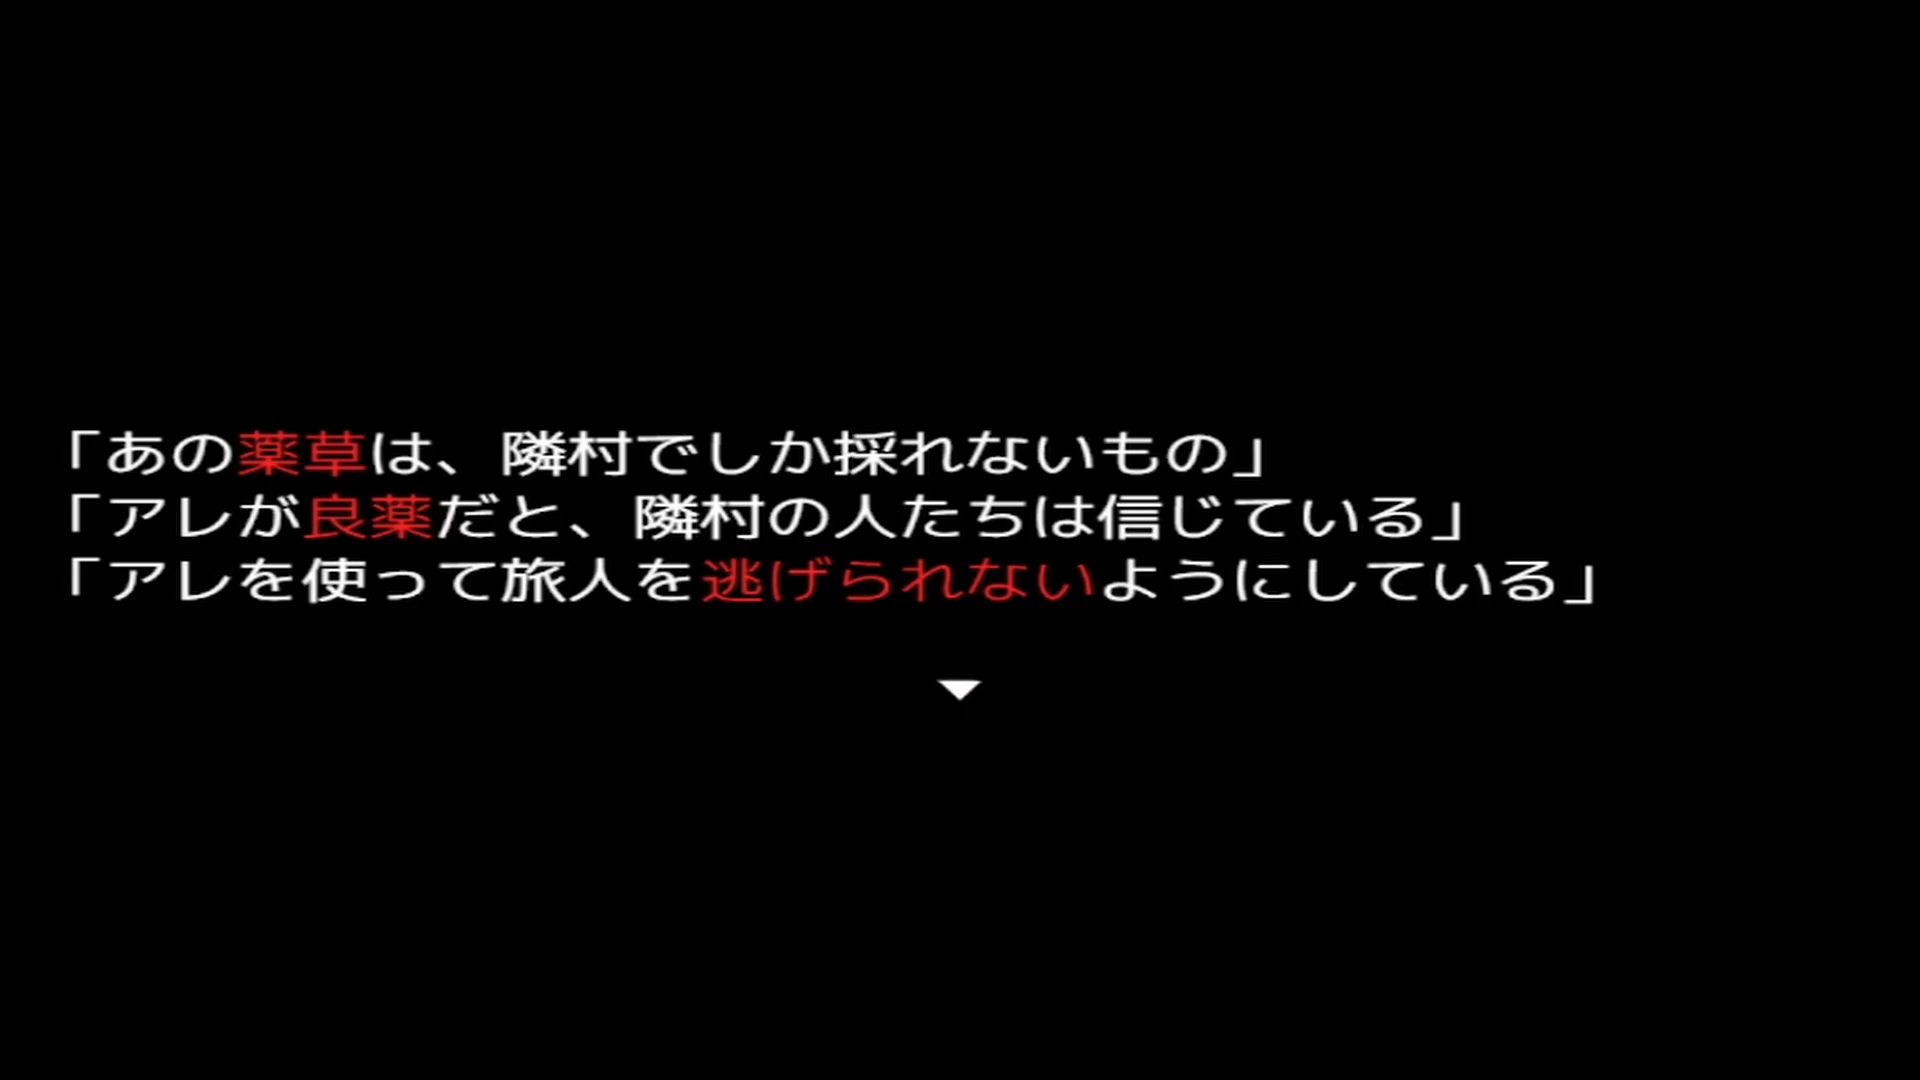 「あの薬草は、隣村でしか採れないもの」
「アレが良薬だと、隣村の人たちは信じている」
「アレを使って旅人を逃げられないようにしている」